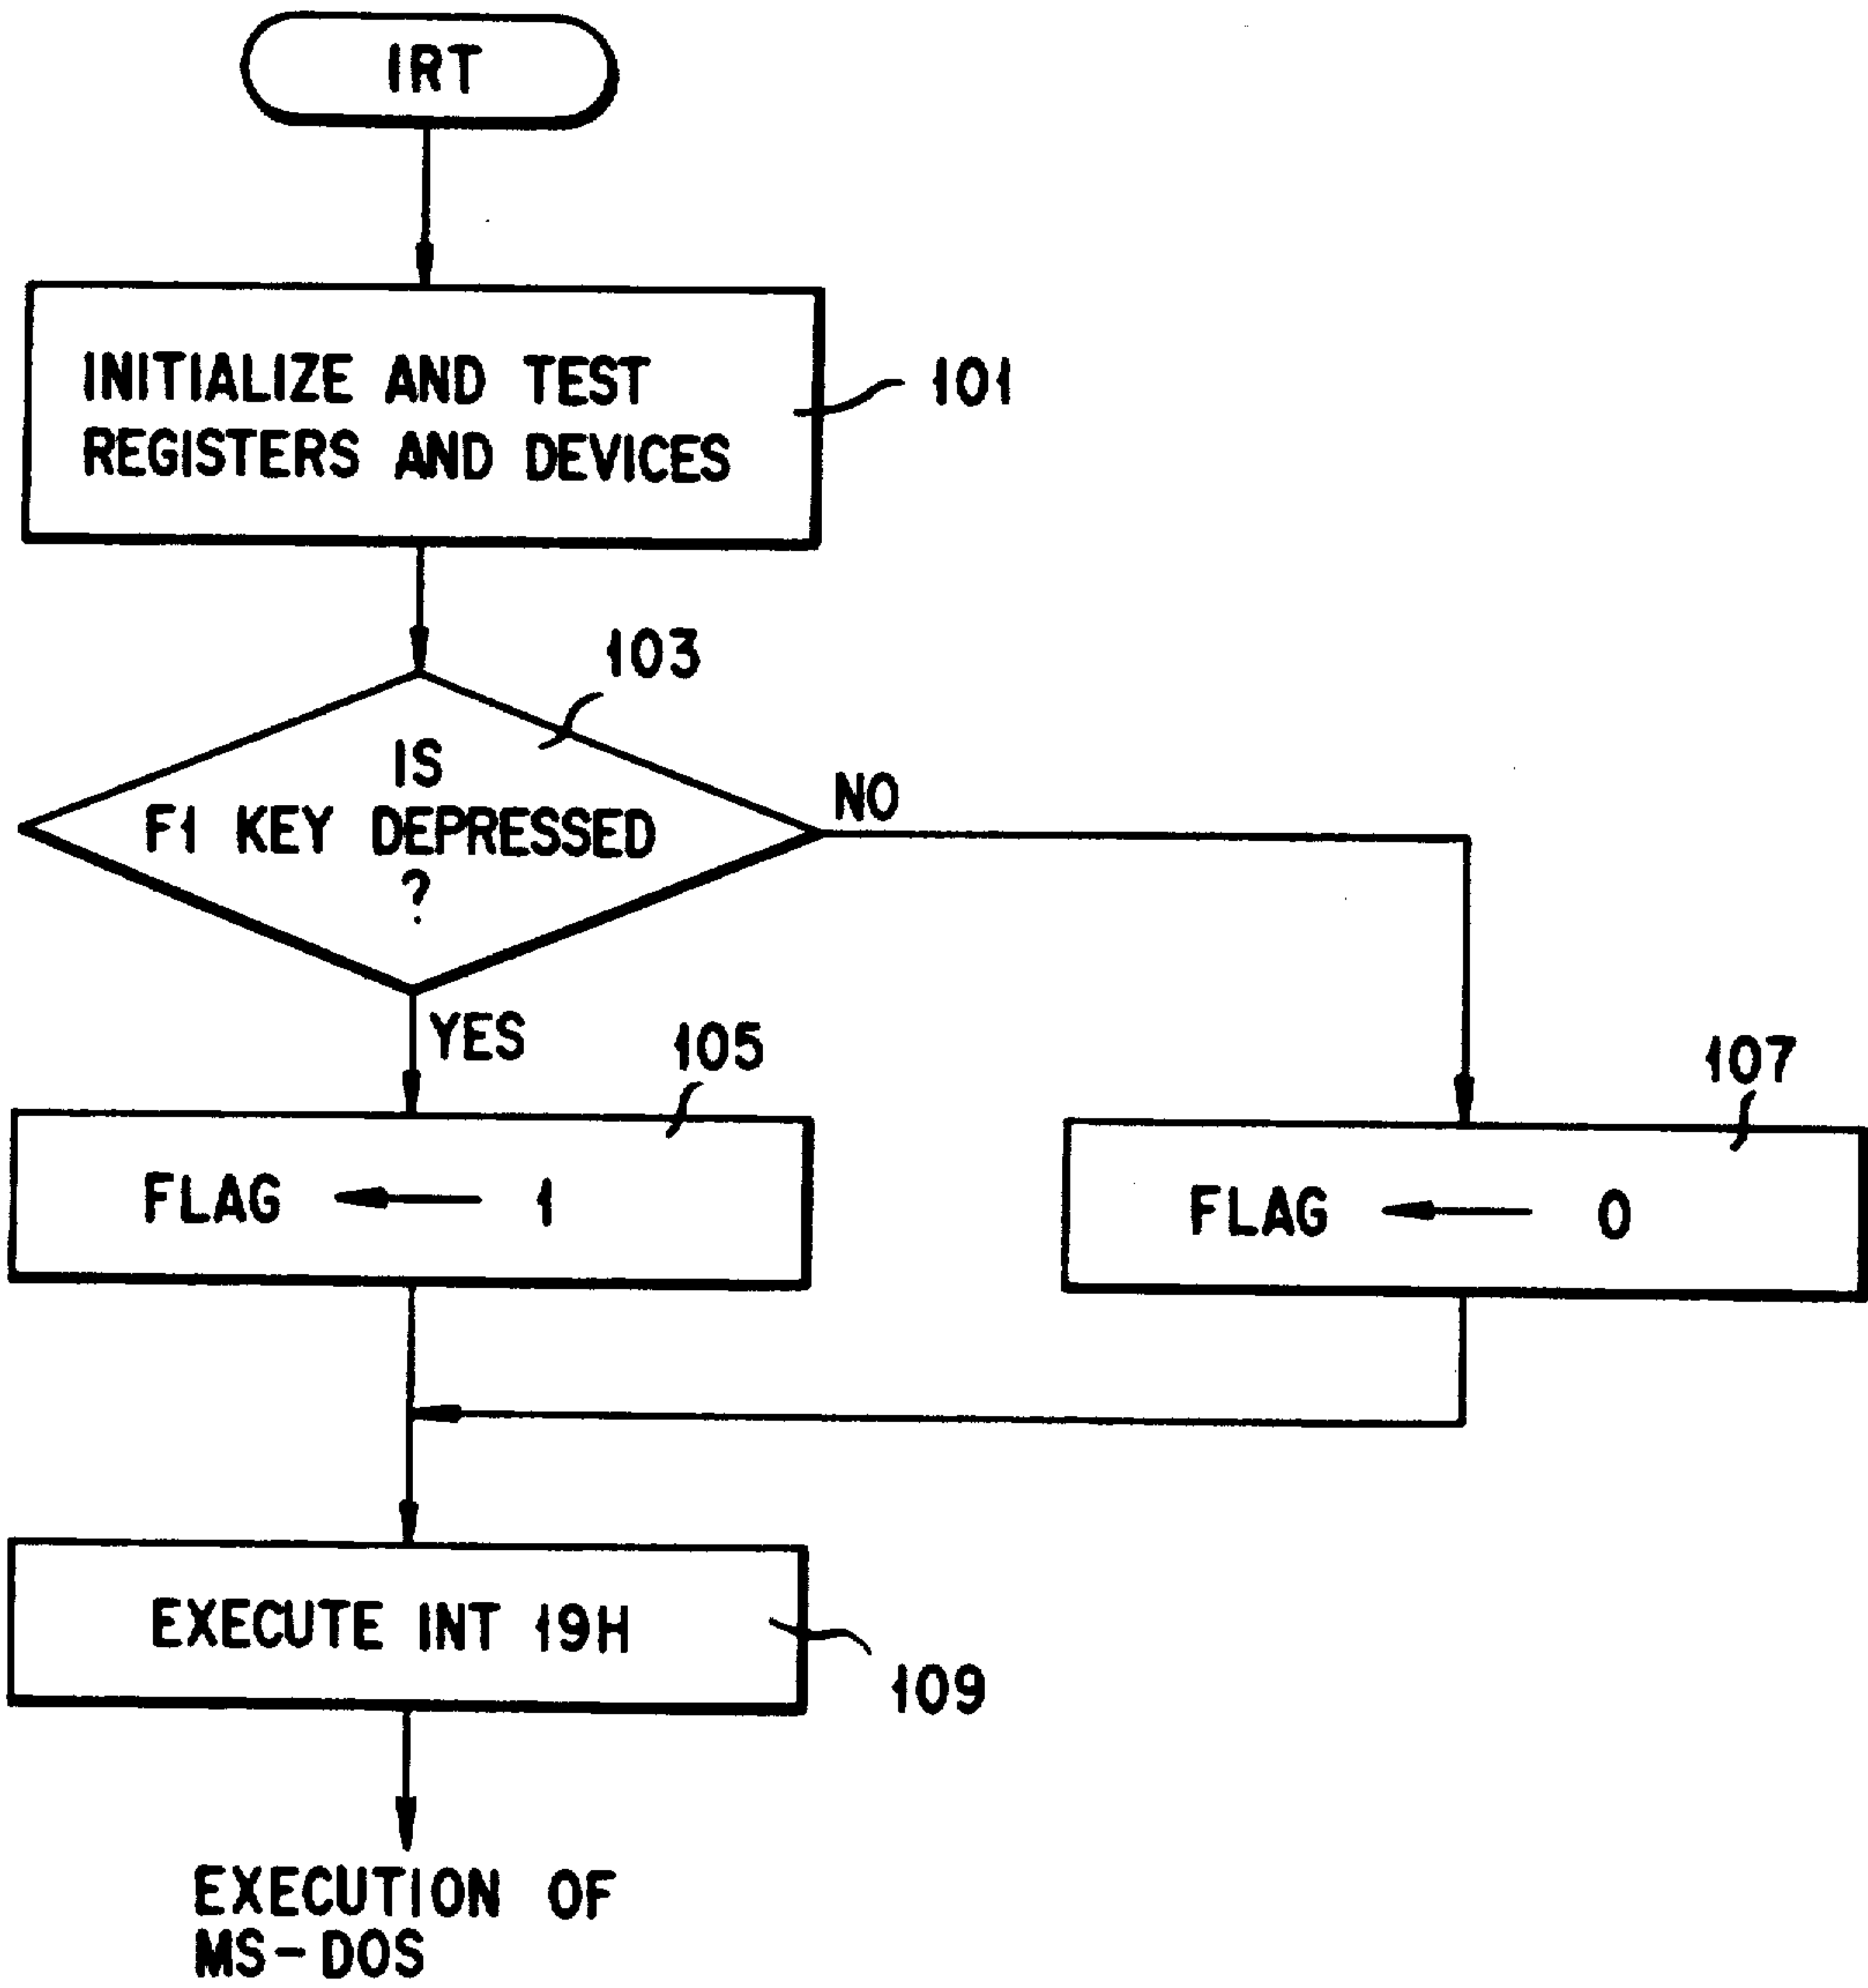 IRT
INITIALIZE AND TEST
REGISTERS AND DEVICES
101
103
IS
F1 KEY DEPRESSED
?
NO
YES
105
107
FLAG ← 1
FLAG ← 0
EXECUTE INT 19H
109
EXECUTION OF
MS-DOS